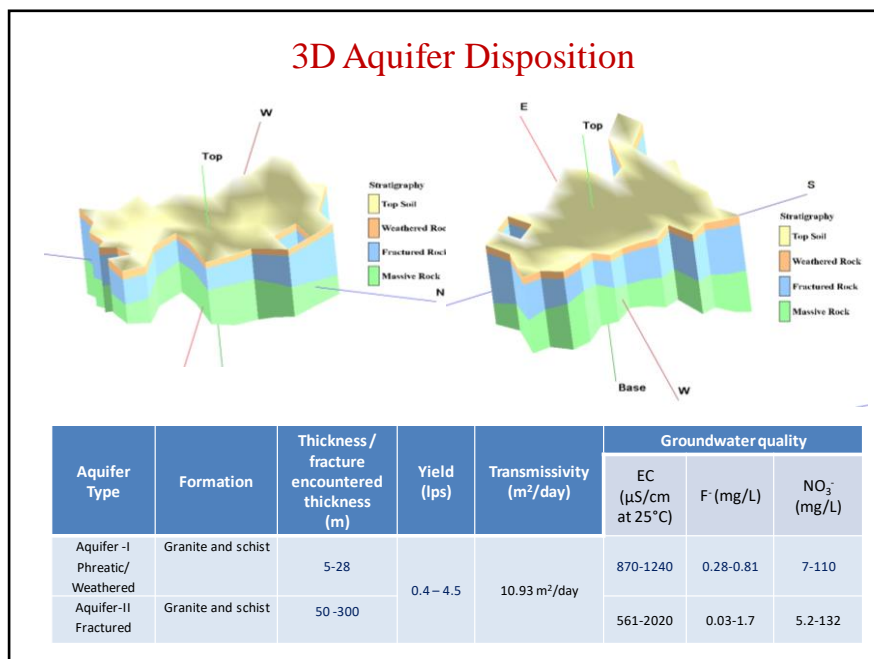 3D Aquifer Disposition
W
Top
N
Stratigraphy
Top Soil
Weathered Roc
Fractured Rocl
Massive Rock
E
Top
S
Base
W
Stratigraphy
Top Soil
Weathered Rock
Fractured Rock
Massive Rock
Aquifer
Type
Formation
Thickness /
fracture
encountered
thickness
(m)
Yield
(lps)
Transmissivity
(m²/day)
Groundwater quality
EC
(µS/cm
at 25°C)
F⁻ (mg/L)
NO₃⁻
(mg/L)
Aquifer -I
Phreatic/
Weathered
Granite and schist
5-28
0.4 – 4.5
10.93 m²/day
870-1240
0.28-0.81
7-110
Aquifer-II
Fractured
Granite and schist
50 -300
561-2020
0.03-1.7
5.2-132